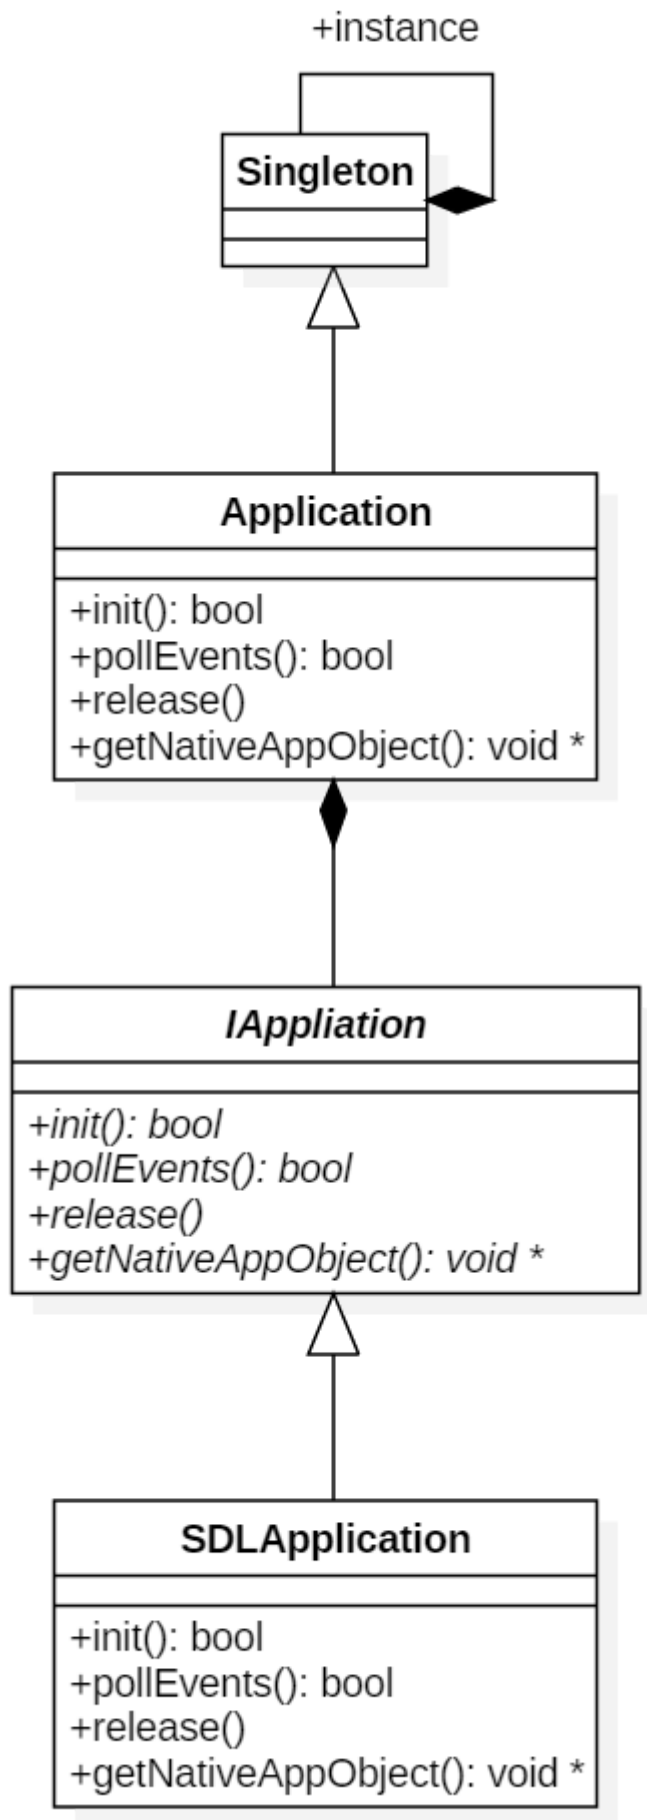 +instance
Singleton
Application
+init(): bool
+pollEvents(): bool
+release()
+getNativeAppObject(): void *
IAppliation
+init(): bool
+pollEvents(): bool
+release()
+getNativeAppObject(): void *
SDLApplication
+init(): bool
+pollEvents(): bool
+release()
+getNativeAppObject(): void *